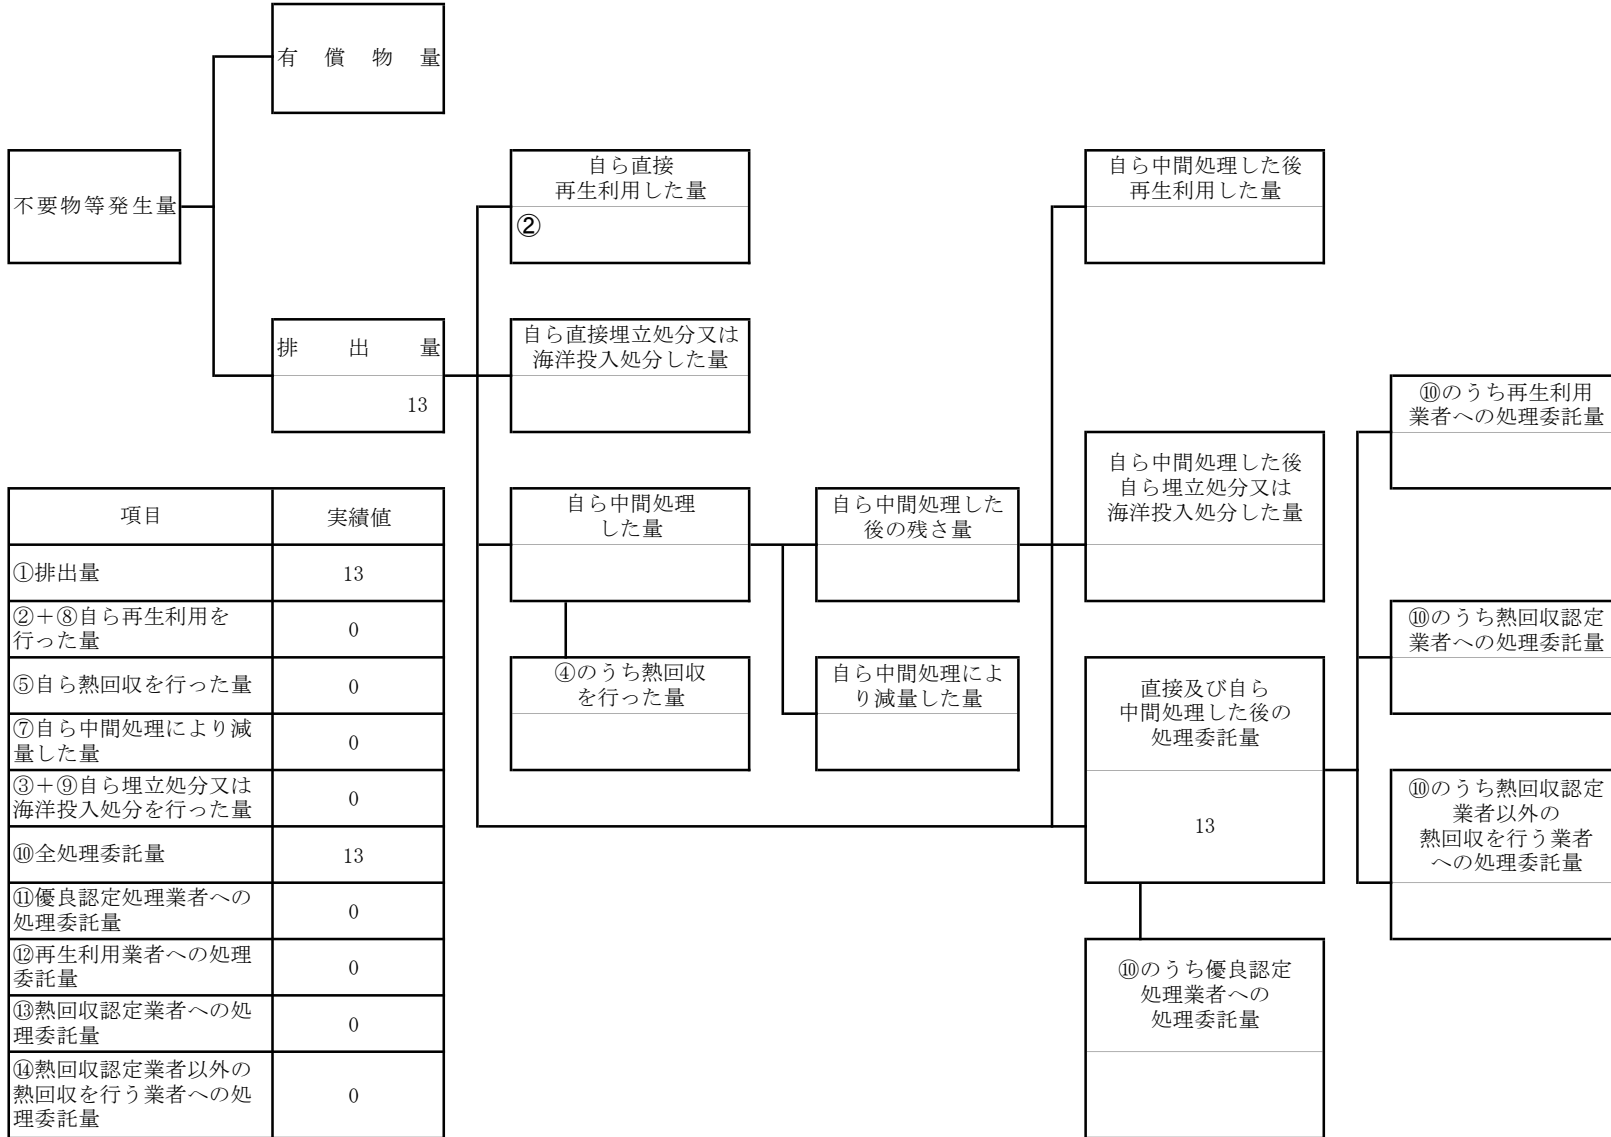 有償物量
不要物等発生量
自ら直接
再生利用した量
②
自ら中間処理した後
再生利用した量
排出量
13
自ら直接埋立処分又は
海洋投入処分した量
⑩のうち再生利用
業者への処理委託量
自ら中間処理した後
自ら埋立処分又は
海洋投入処分した量
自ら中間処理
した量
自ら中間処理した
後の残さ量
⑩のうち熱回収認定
業者への処理委託量
④のうち熱回収
を行った量
自ら中間処理によ
り減量した量
直接及び自ら
中間処理した後の
処理委託量
13
⑩のうち熱回収認定
業者以外の
熱回収を行う業者
への処理委託量
⑩のうち優良認定
処理業者への
処理委託量
項目 実績値
①排出量 13
②+⑧自ら再生利用を
行った量 0
⑤自ら熱回収を行った量 0
⑦自ら中間処理により減
量した量 0
③+⑨自ら埋立処分又は
海洋投入処分を行った量 0
⑩全処理委託量 13
⑪優良認定処理業者への
処理委託量 0
⑫再生利用業者への処理
委託量 0
⑬熱回収認定業者への処
理委託量 0
⑭熱回収認定業者以外の
熱回収を行う業者への処
理委託量 0